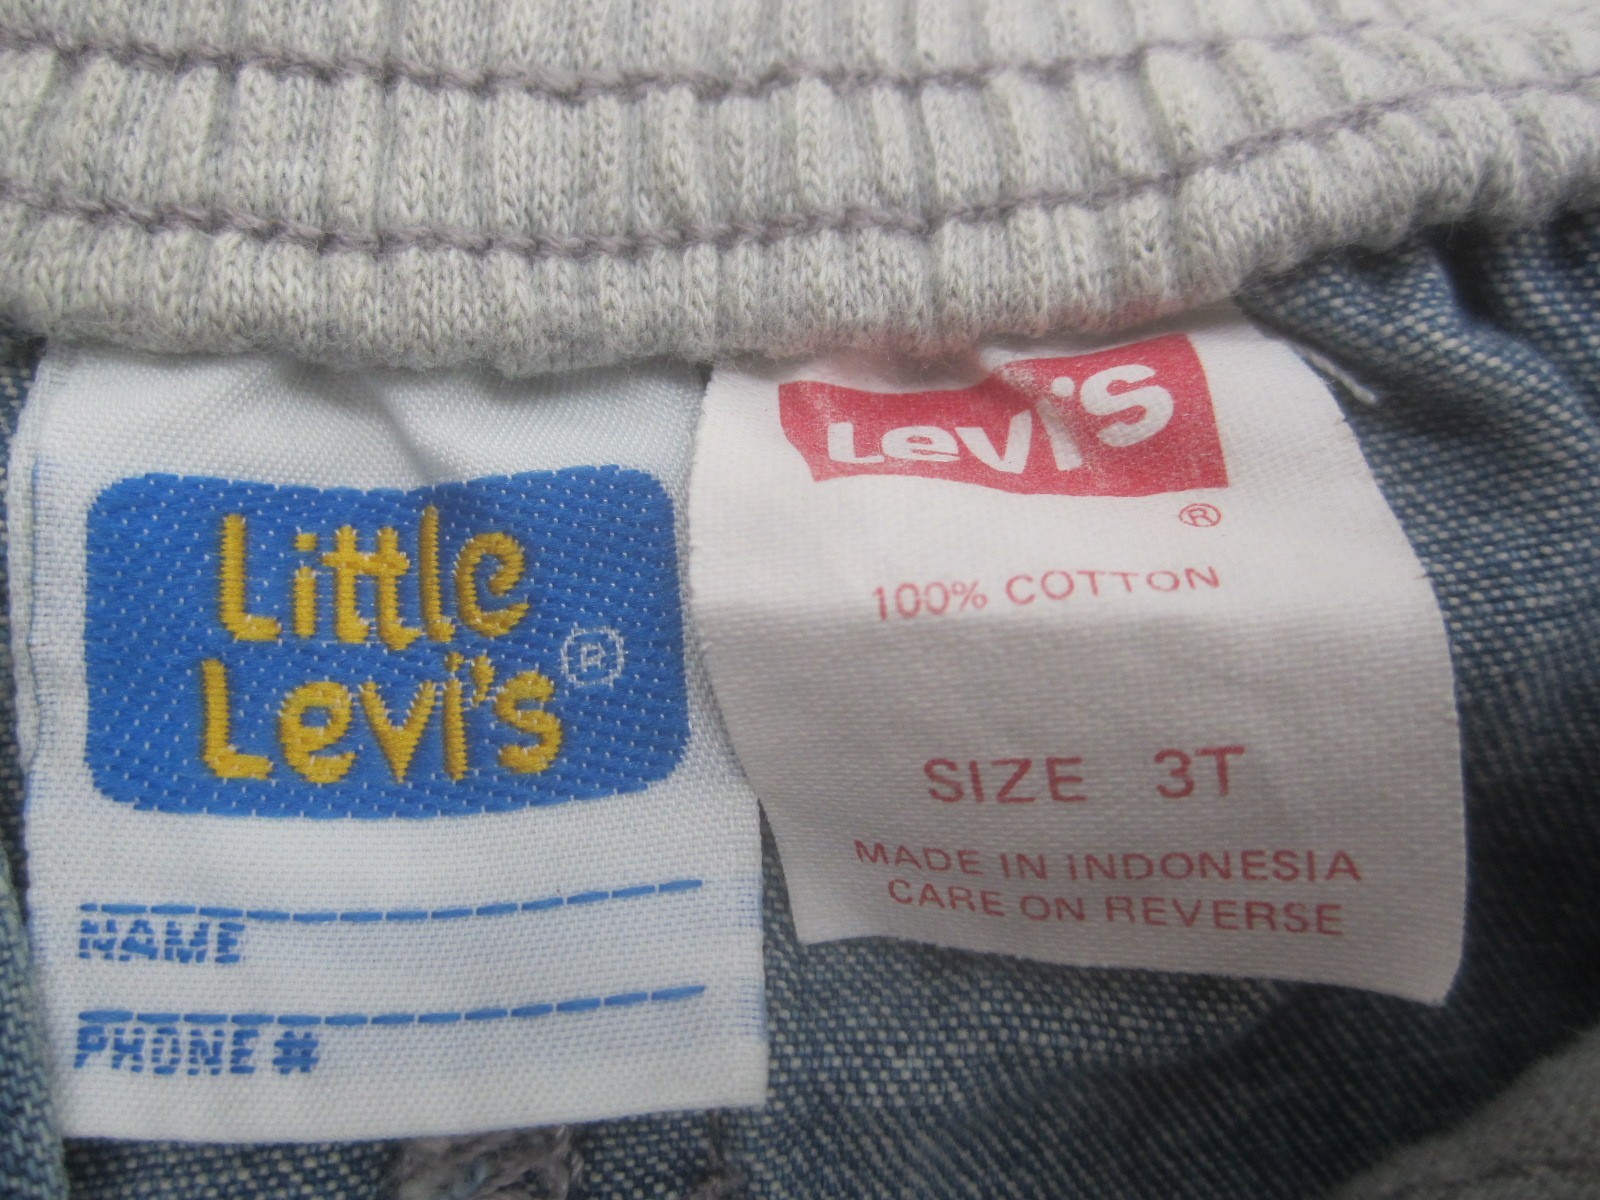 Little
Levi's ®
NAME
PHONE #
Levi's
®
100% COTTON
SIZE 3T
MADE IN INDONESIA
CARE ON REVERSE